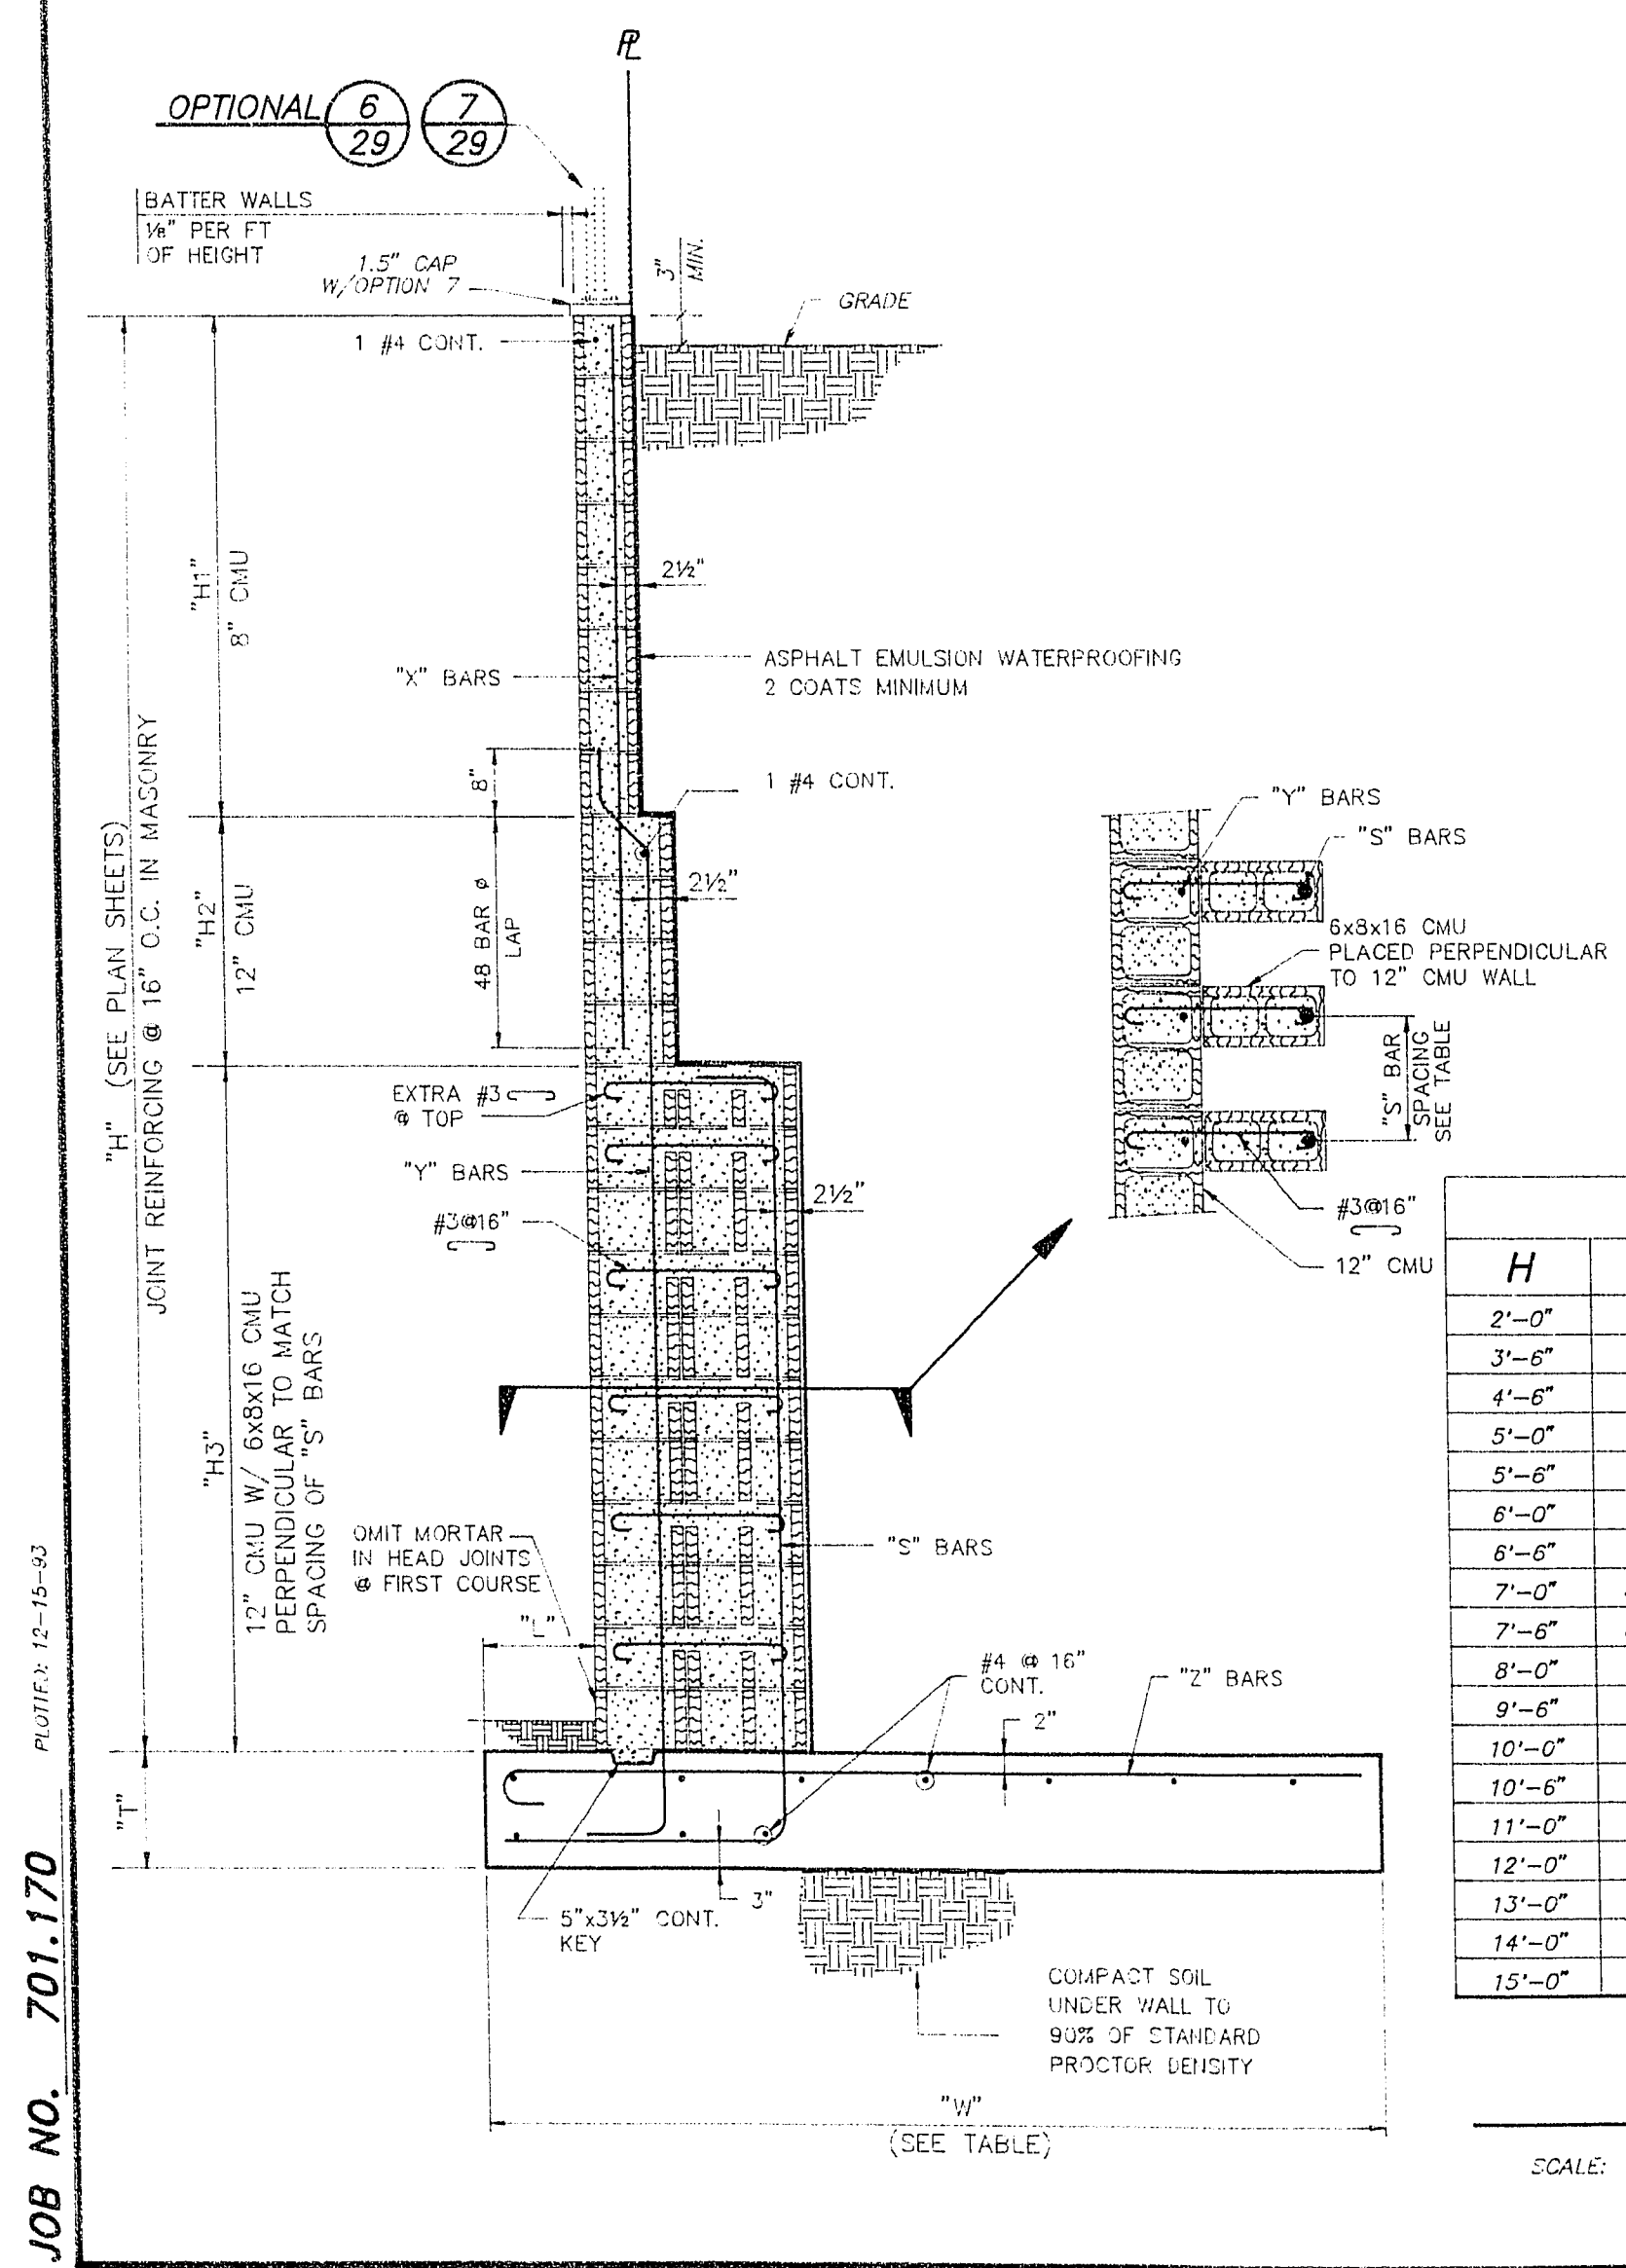 PL
OPTIONAL 6 29 7 29
BATTER WALLS
1/8" PER FT
OF HEIGHT
1.5" CAP
W/OPTION 7
3"
MIN.
GRADE
1 #4 CONT.
"H1"
8" CMU
2½"
ASPHALT EMULSION WATERPROOFING
2 COATS MINIMUM
"X" BARS
8"
1 #4 CONT.
"H" (SEE PLAN SHEETS)
JOINT REINFORCING @ 16" O.C. IN MASONRY
"H2"
12" CMU
48 BAR ø
LAP
2½"
"Y" BARS
"S" BARS
6x8x16 CMU
PLACED PERPENDICULAR
TO 12" CMU WALL
"S" BAR
SPACING
SEE TABLE
#3@16"
12" CMU
EXTRA #3
@ TOP
"Y" BARS
#3@16"
2½"
"H3"
12" CMU W/ 6x8x16 CMU
PERPENDICULAR TO MATCH
SPACING OF "S" BARS
OMIT MORTAR
IN HEAD JOINTS
@ FIRST COURSE
"S" BARS
"L"
#4 @ 16"
CONT.
"Z" BARS
2"
"T"
3"
5"x3½" CONT.
KEY
COMPACT SOIL
UNDER WALL TO
90% OF STANDARD
PROCTOR DENSITY
"W"
(SEE TABLE)
H
2'-0"
3'-6"
4'-6"
5'-0"
5'-6"
6'-0"
6'-6"
7'-0"
7'-6"
8'-0"
9'-6"
10'-0"
10'-6"
11'-0"
12'-0"
13'-0"
14'-0"
15'-0"
SCALE:
PLOTTED: 12-15-93
JOB NO. 701.170